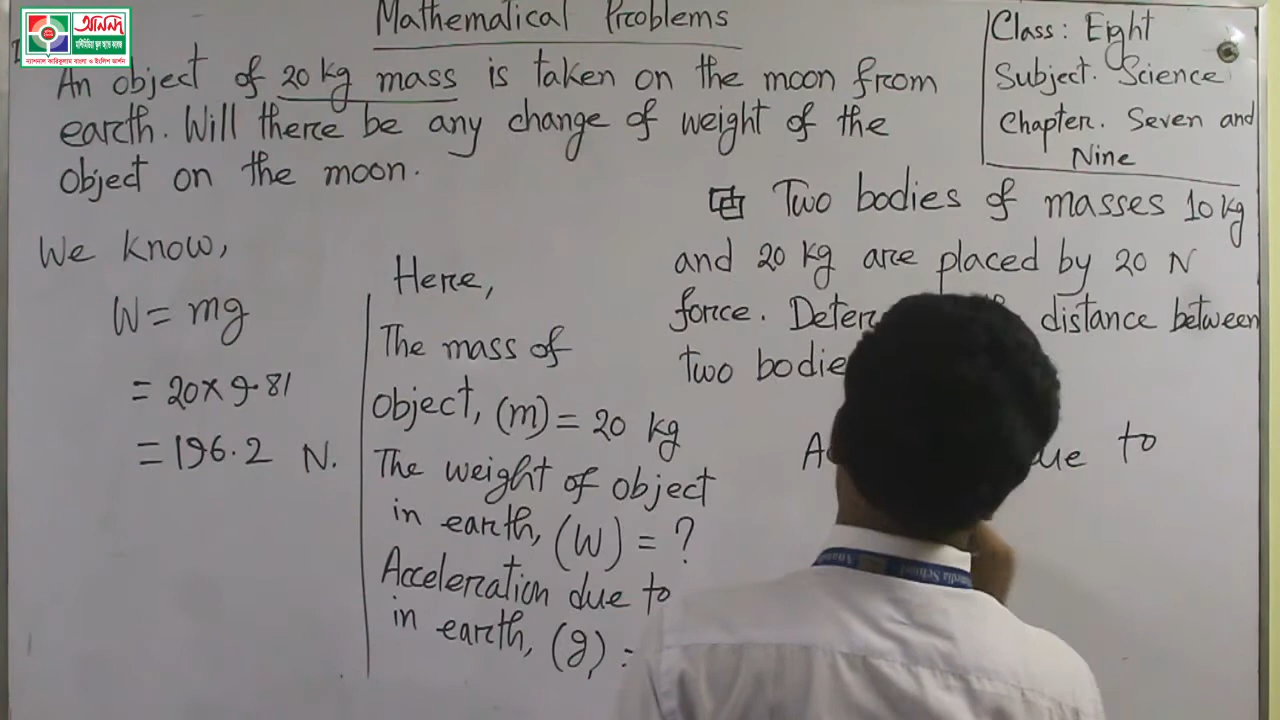 আনন্দ
মাল্টিমিডিয়া স্কুল অ্যান্ড কলেজ
ন্যাশনাল কারিকুলাম বাংলা ও ইংলিশ ভার্সন
Mathematical Problems
Class: Eight
Subject. Science
Chapter. Seven and
Nine
An object of 20 kg mass is taken on the moon from
earth. Will there be any change of weight of the
object on the moon.
We know,
W = mg
= 20 x 9.81
= 196.2 N.
Here,
The mass of
object, (m) = 20 kg
The weight of object
in earth, (W) = ?
Acceleration due to
in earth, (g) =
Two bodies of masses 10 kg
and 20 kg are placed by 20 N
force. distance between
two
to